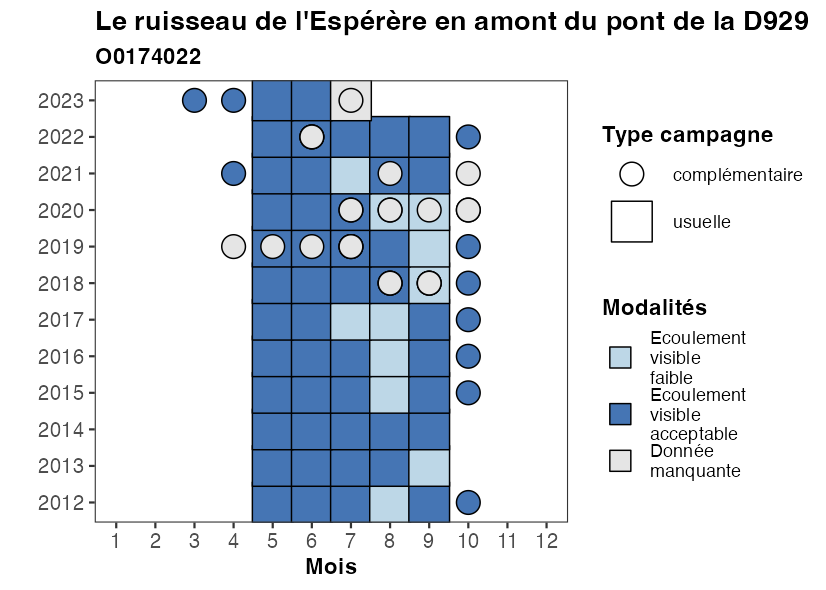 Le ruisseau de l'Espérère en amont du pont de la D929
O0174022
2023
2022
2021
2020
2019
2018
2017
2016
2015
2014
2013
2012
1 2 3 4 5 6 7 8 9 10 11 12
Mois
Type campagne
complémentaire
usuelle
Modalités
Ecoulement
visible
faible
Ecoulement
visible
acceptable
Donnée
manquante